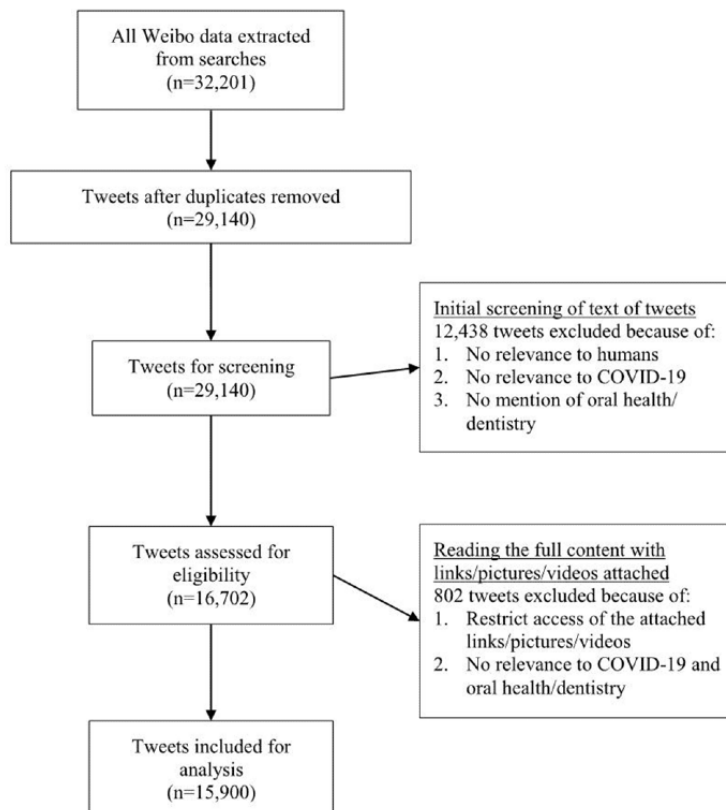 All Weibo data extracted
from searches
(n=32,201)
Tweets after duplicates removed
(n=29,140)
Tweets for screening
(n=29,140)
Initial screening of text of tweets
12,438 tweets excluded because of:
1. No relevance to humans
2. No relevance to COVID-19
3. No mention of oral health/
dentistry
Tweets assessed for
eligibility
(n=16,702)
Reading the full content with
links/pictures/videos attached
802 tweets excluded because of:
1. Restrict access of the attached
links/pictures/videos
2. No relevance to COVID-19 and
oral health/dentistry
Tweets included for
analysis
(n=15,900)